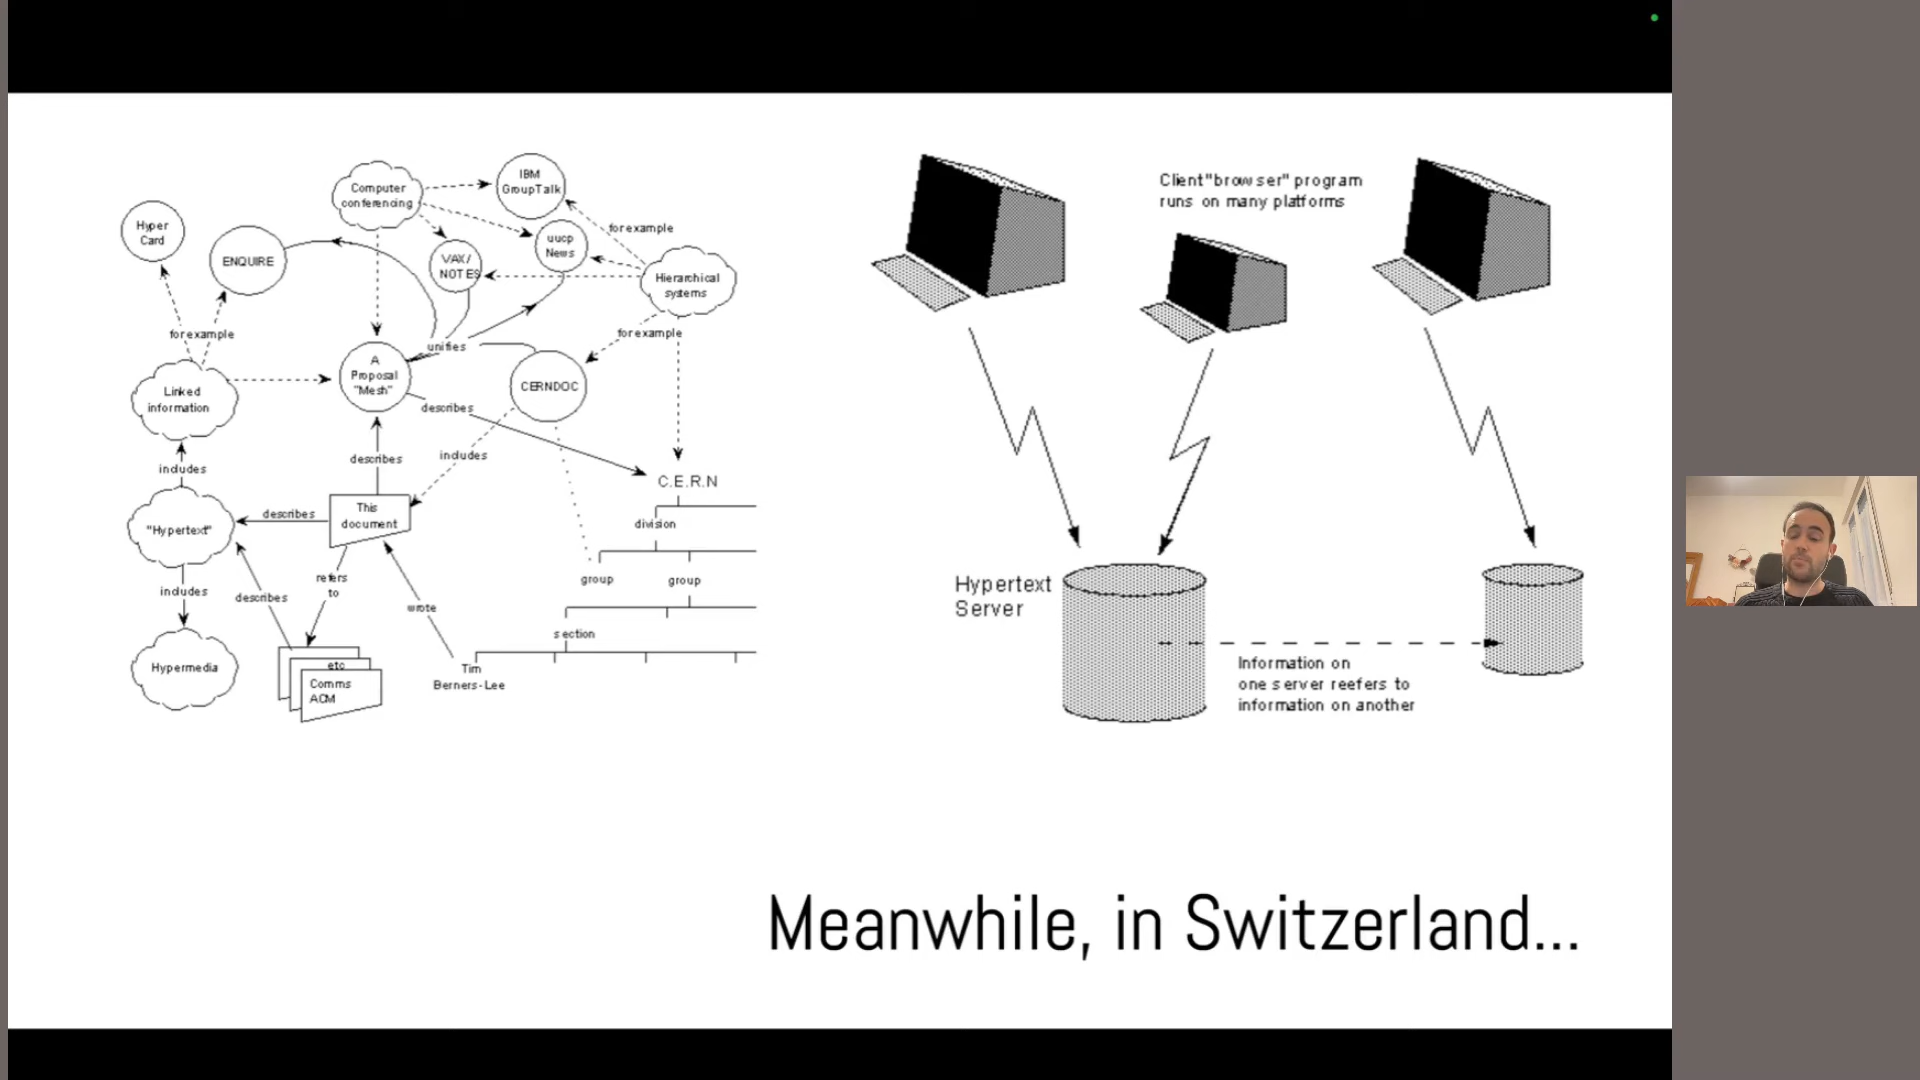 IBM
GroupTalk
Computer
conferencing
for example
Hyper
Card
uucp
News
ENQUIRE
VAX/
NOTES
Hierarchical
systems
for example
for example
unifies
A
Proposal
"Mesh"
CERNDOC
Linked
information
describes
includes
describes
includes
C.E.R.N
This
document
describes
division
"Hypertext"
refers
to
group
group
includes
describes
wrote
section
Hypermedia
etc
Tim
Berners-Lee
Comms
ACM
Client "browser" program
runs on many platforms
Hypertext
Server
Information on
one server reefers to
information on another
Meanwhile, in Switzerland...